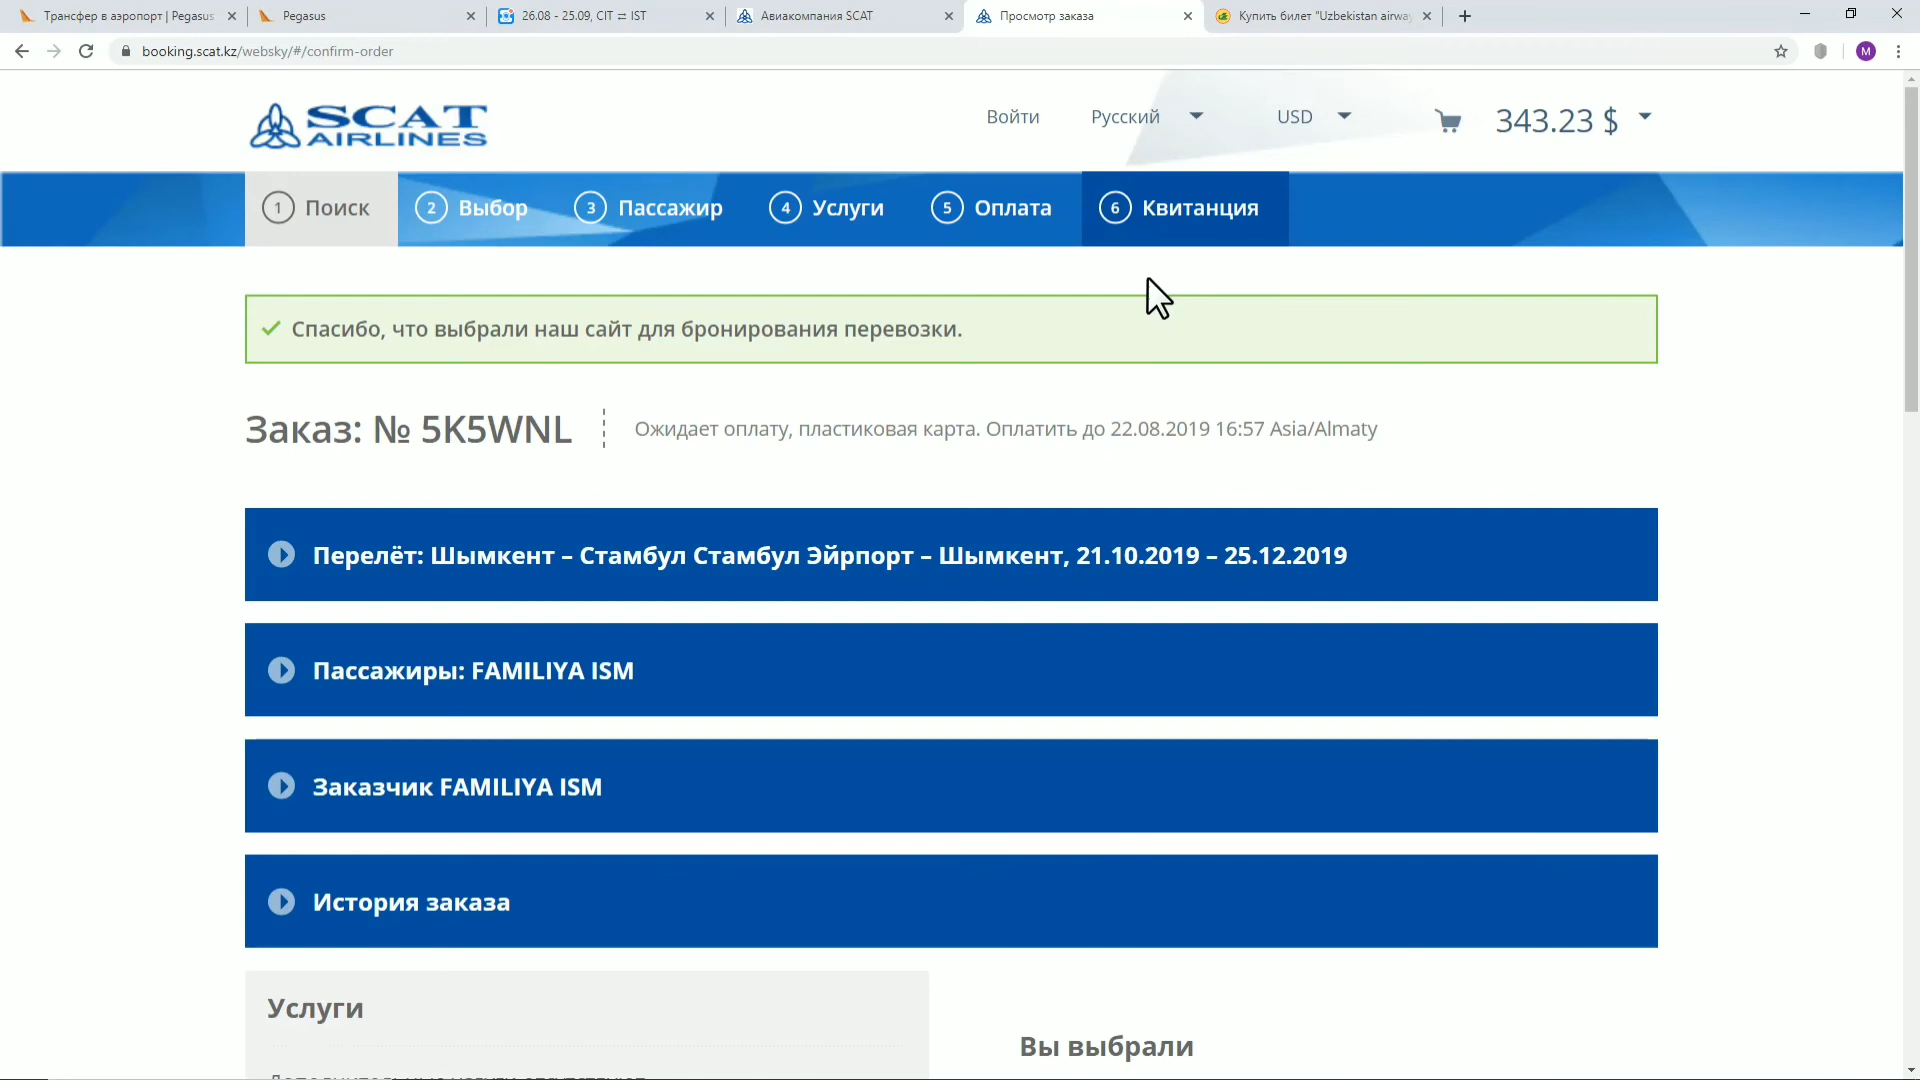 Трансфер в аэропорт | Pegasus
Pegasus
26.08 - 25.09, CIT ⇄ IST
Авиакомпания SCAT
Просмотр заказа
Купить билет "Uzbekistan airway
booking.scat.kz/websky/#/confirm-order
M
SCAT
AIRLINES
Войти
Русский
USD
343.23 $
1 Поиск
2 Выбор
3 Пассажир
4 Услуги
5 Оплата
6 Квитанция
Спасибо, что выбрали наш сайт для бронирования перевозки.
Заказ: № 5K5WNL
Ожидает оплату, пластиковая карта. Оплатить до 22.08.2019 16:57 Asia/Almaty
Перелёт: Шымкент – Стамбул Стамбул Эйрпорт – Шымкент, 21.10.2019 – 25.12.2019
Пассажиры: FAMILIYA ISM
Заказчик FAMILIYA ISM
История заказа
Услуги
Вы выбрали